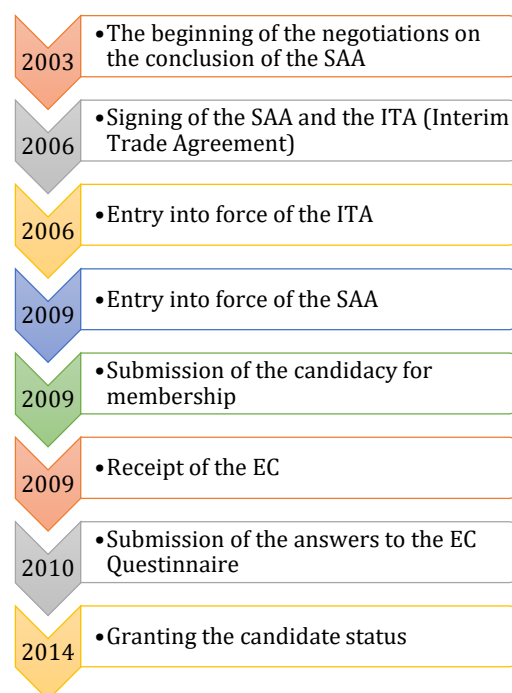 2003
•The beginning of the negotiations on
the conclusion of the SAA
2006
•Signing of the SAA and the ITA (Interim
Trade Agreement)
2006
•Entry into force of the ITA
2009
•Entry into force of the SAA
2009
•Submission of the candidacy for
membership
2009
•Receipt of the EC
2010
•Submission of the answers to the EC
Questinnaire
2014
•Granting the candidate status